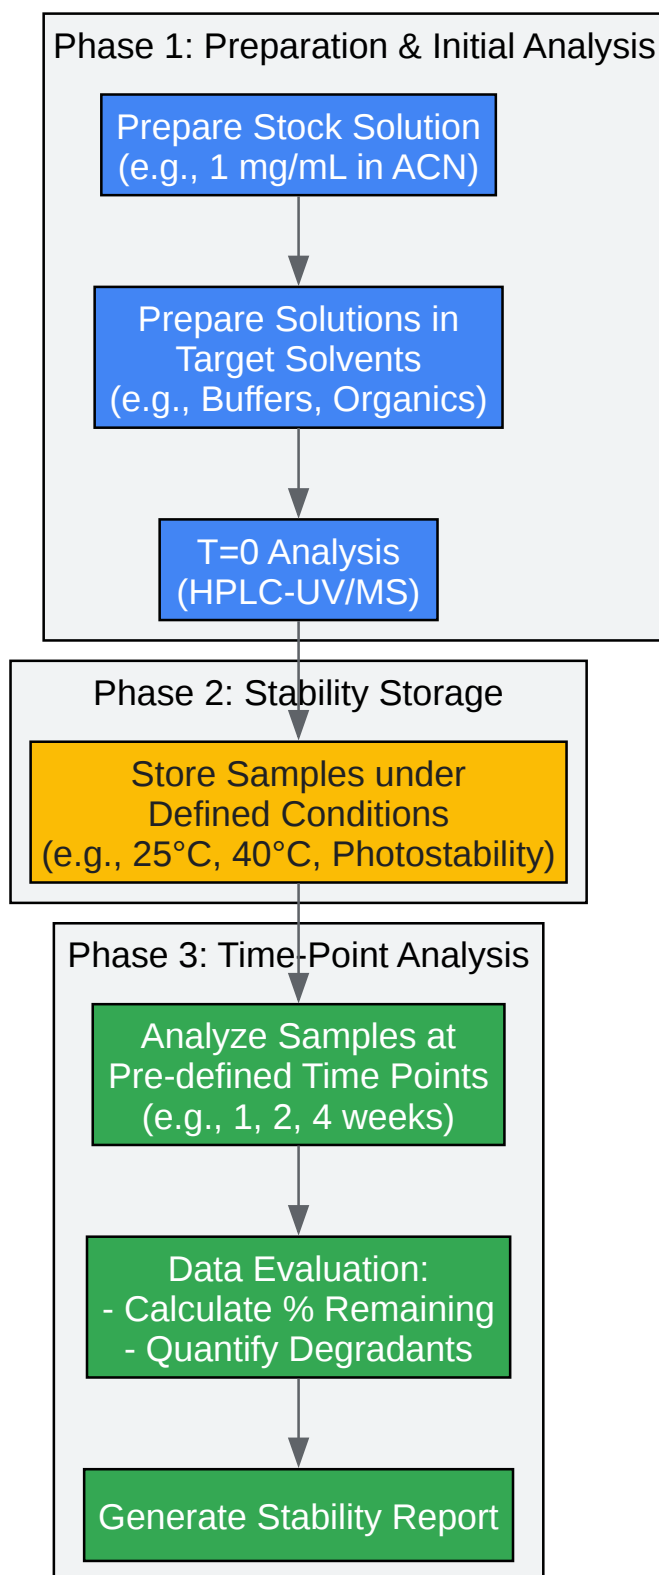 Phase 1: Preparation & Initial Analysis
Prepare Stock Solution
(e.g., 1 mg/mL in ACN)
Prepare Solutions in
Target Solvents
(e.g., Buffers, Organics)
T=0 Analysis
(HPLC-UV/MS)
Phase 2: Stability Storage
Store Samples under
Defined Conditions
(e.g., 25°C, 40°C, Photostability)
Phase 3: Time-Point Analysis
Analyze Samples at
Pre-defined Time Points
(e.g., 1, 2, 4 weeks)
Data Evaluation:
- Calculate % Remaining
- Quantify Degradants
Generate Stability Report